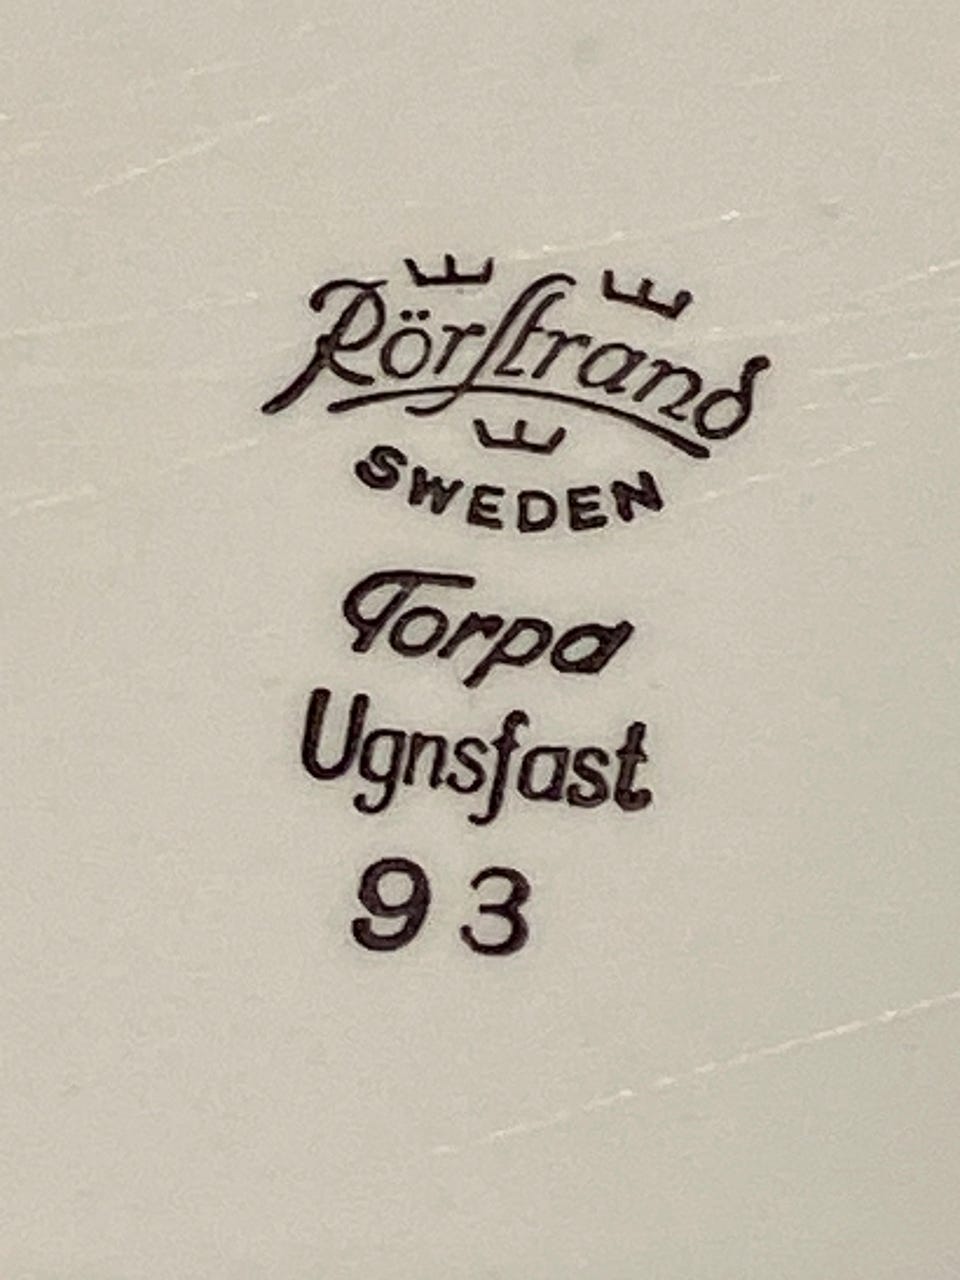 Rörstrand
SWEDEN
Torpa
Ugnsfast
93